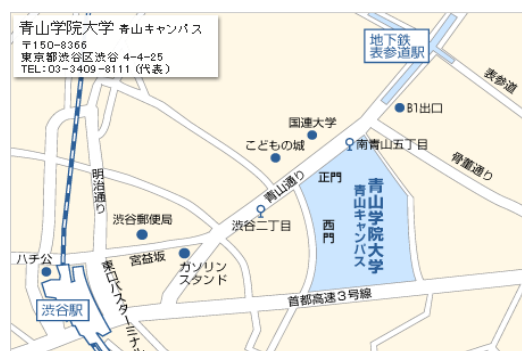 青山学院大学 青山キャンパス
〒150-8366
東京都渋谷区渋谷 4-4-25
TEL:03-3409-8111 (代表)
地下鉄
表参道駅
表参道
B1出口
国連大学
こどもの城
南青山五丁目
骨董通り
青山通り
正門
西門
青山学院大学
青山キャンパス
明治通り
渋谷郵便局
渋谷二丁目
宮益坂
ガソリン
スタンド
ハチ公
渋谷駅
東口バスターミナル
首都高速3号線